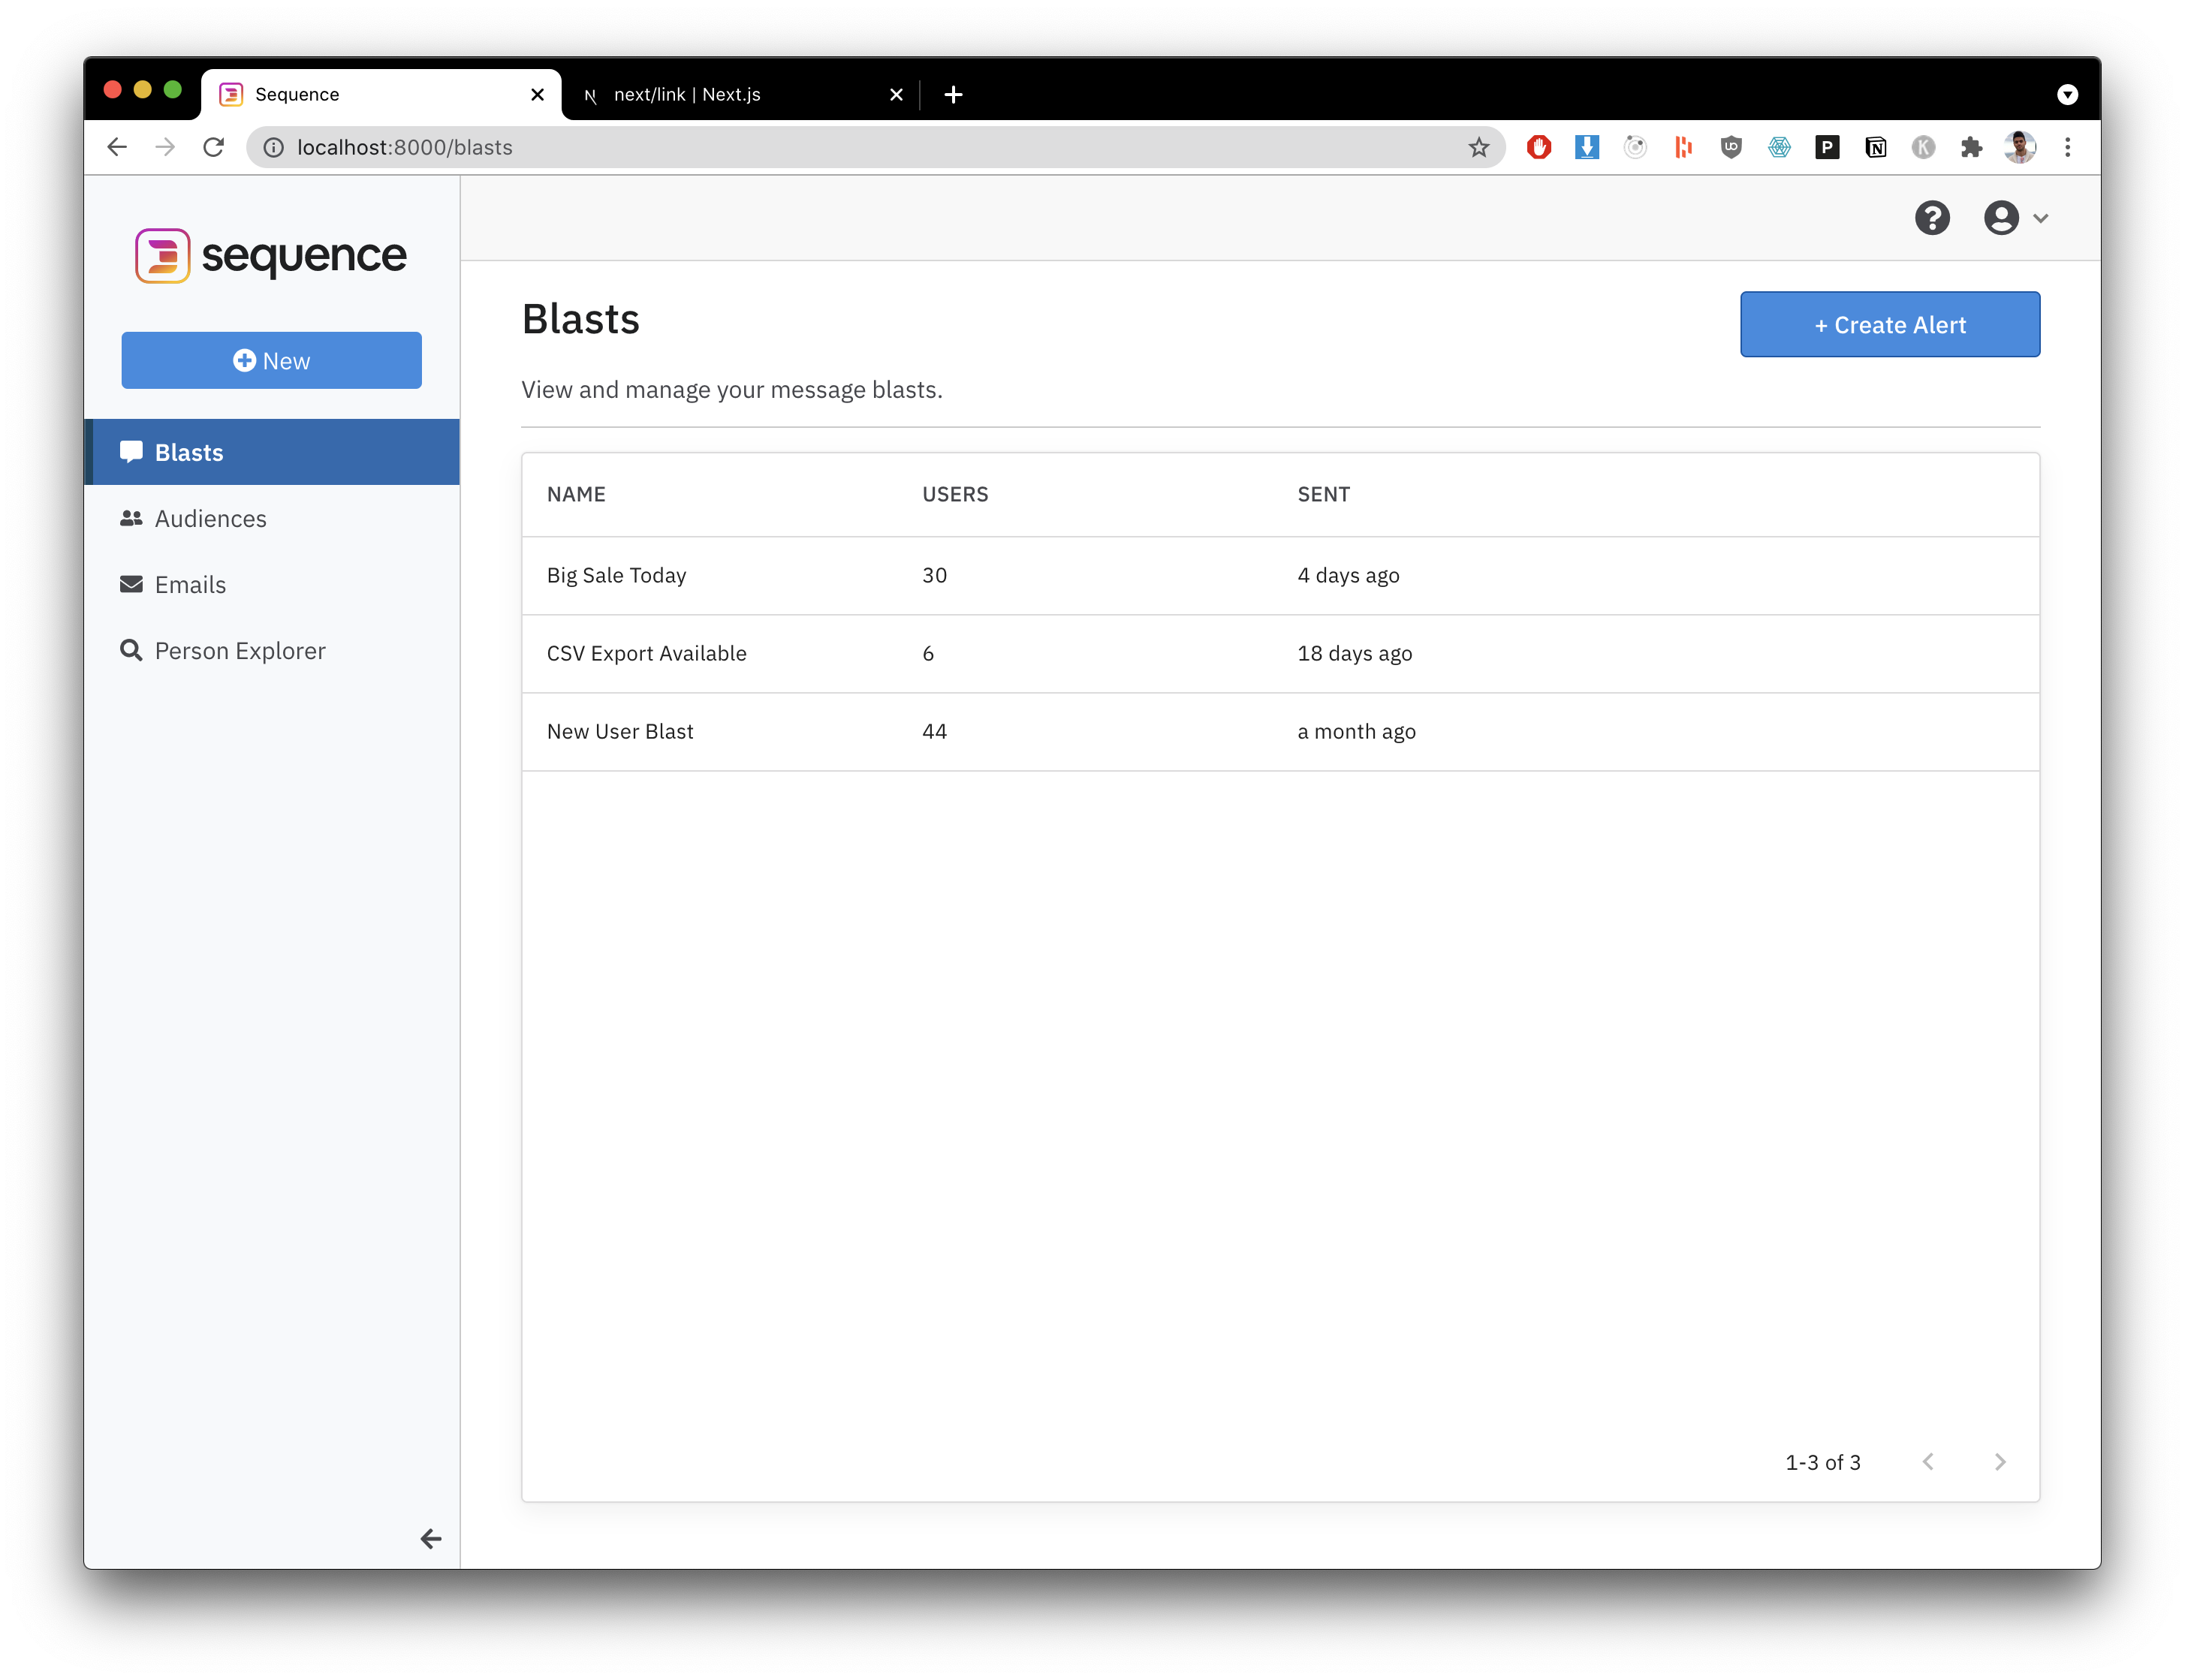 Sequence
next/link | Next.js
localhost:8000/blasts
sequence
New
Blasts
Audiences
Emails
Person Explorer
Blasts
+ Create Alert
View and manage your message blasts.
NAME USERS SENT
Big Sale Today 30 4 days ago
CSV Export Available 6 18 days ago
New User Blast 44 a month ago
1-3 of 3